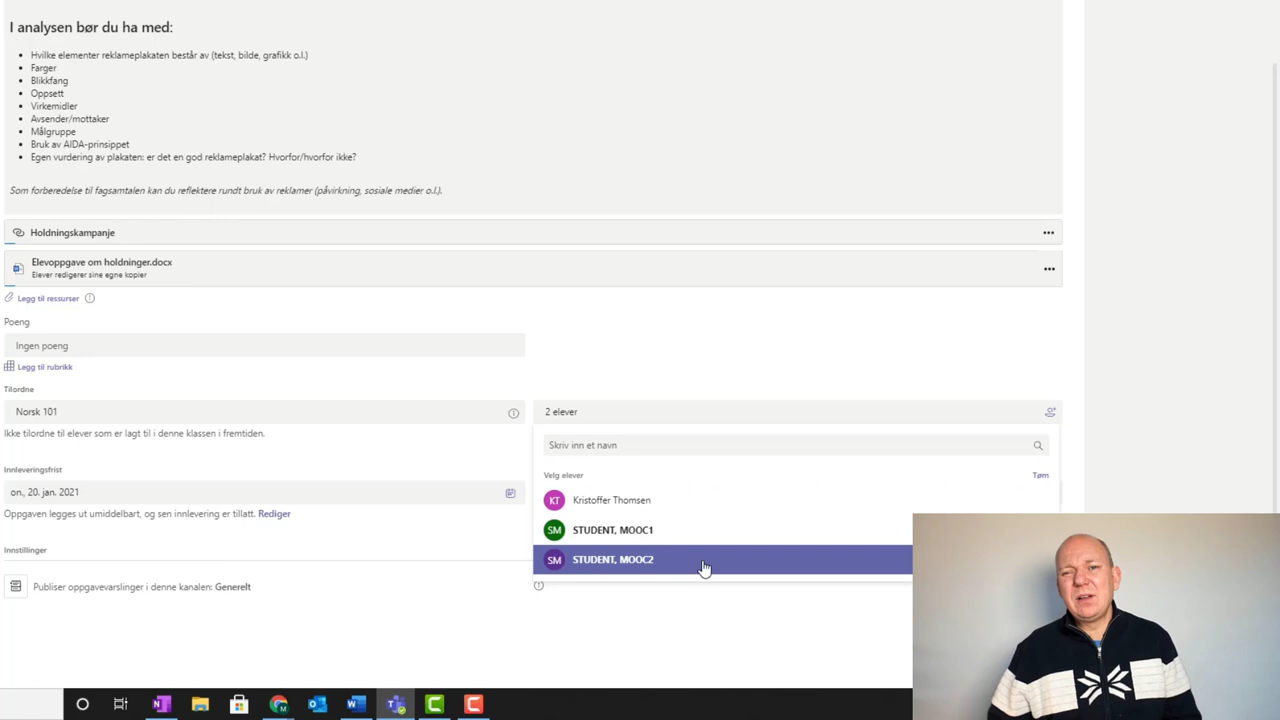 I analysen bør du ha med:
Hvilke elementer reklameplakaten består av (tekst, bilde, grafikk o.l.)
Farger
Blikkfang
Oppsett
Virkemidler
Avsender/mottaker
Målgruppe
Bruk av AIDA-prinsippet
Egen vurdering av plakaten: er det en god reklameplakat? Hvorfor/hvorfor ikke?
Som forberedelse til fagsamtalen kan du reflektere rundt bruk av reklamer (påvirkning, sosiale medier o.l.).
Holdningskampanje
Elevoppgave om holdninger.docx
Elever redigerer sine egne kopier
Legg til ressurser
Poeng
Ingen poeng
Legg til rubrikk
Tilordne
Norsk 101
2 elever
Ikke tilordne til elever som er lagt til i denne klassen i fremtiden.
Skriv inn et navn
Innleveringsfrist
Velg elever
Tøm
on., 20. jan. 2021
KT
Kristoffer Thomsen
Oppgaven legges ut umiddelbart, og sen innlevering er tillatt. Rediger
SM
STUDENT, MOOC1
Innstillinger
SM
STUDENT, MOOC2
Publiser oppgavevarslinger i denne kanalen: Generelt